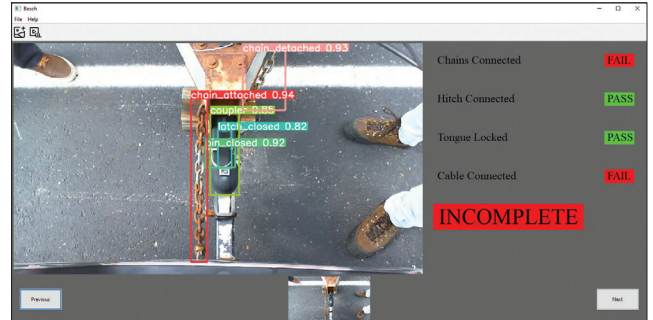 Besch
File Help
chain_detached 0.93
Chains Connected FAIL
chain_attached 0.94
Hitch Connected PASS
coupler 0.85
latch_closed 0.82
Tongue Locked PASS
pin_closed 0.92
Cable Connected FAIL
INCOMPLETE
Previous
Next